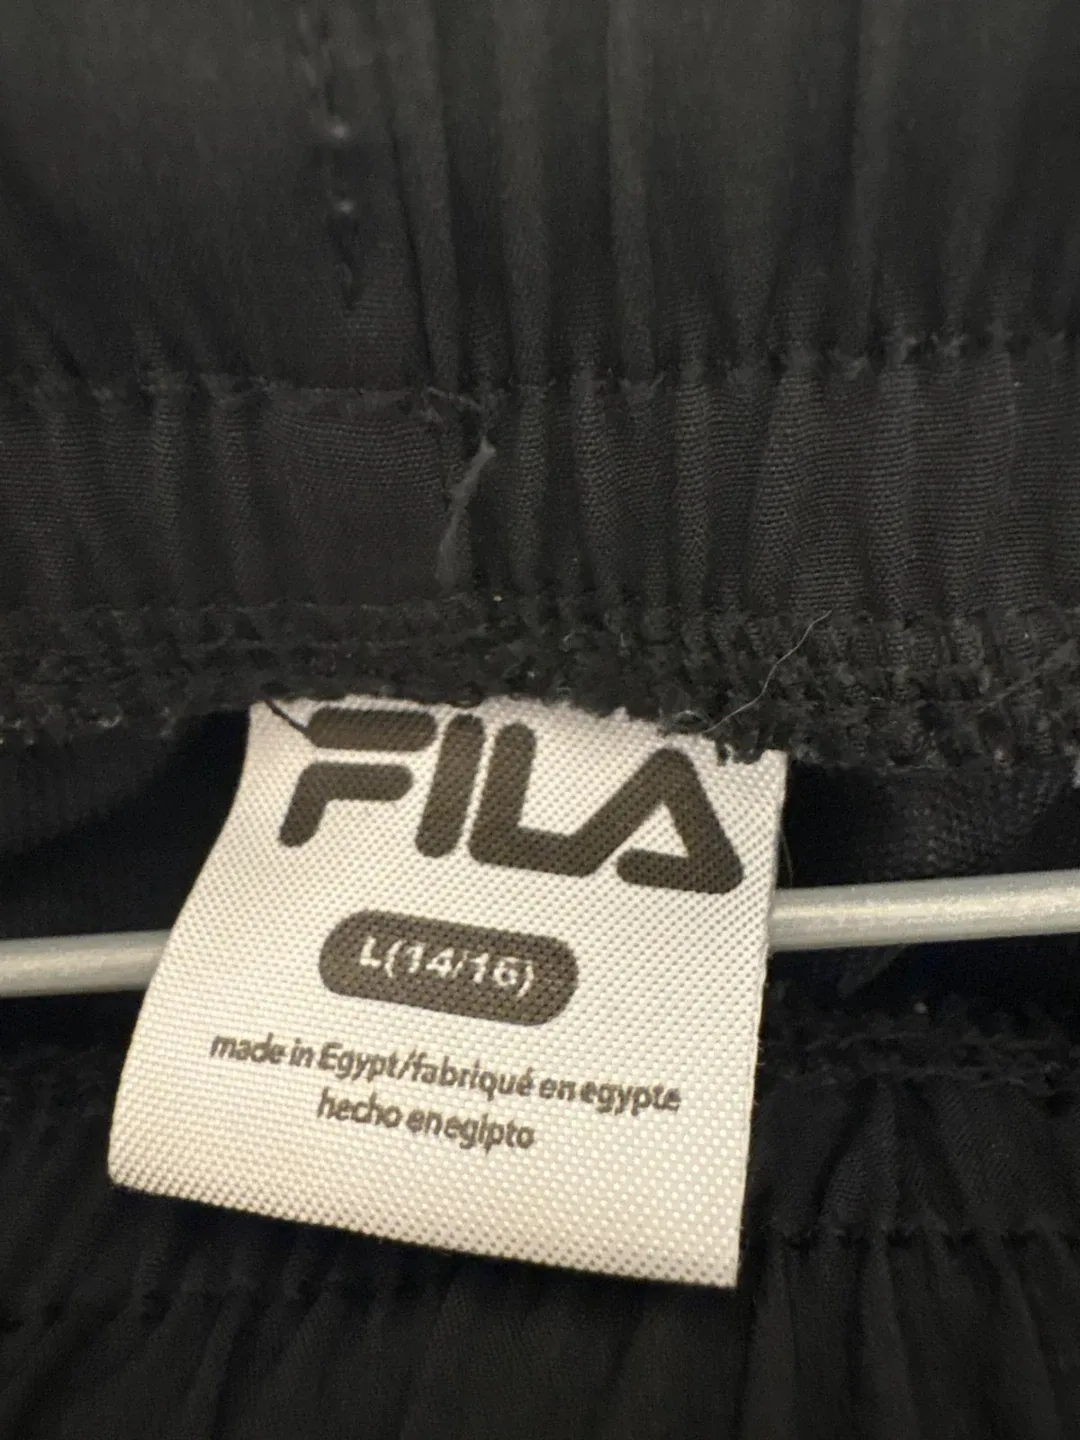 FILA
L(14/16)
made in Egypt/fabriqué en egypte
hecho en egipto